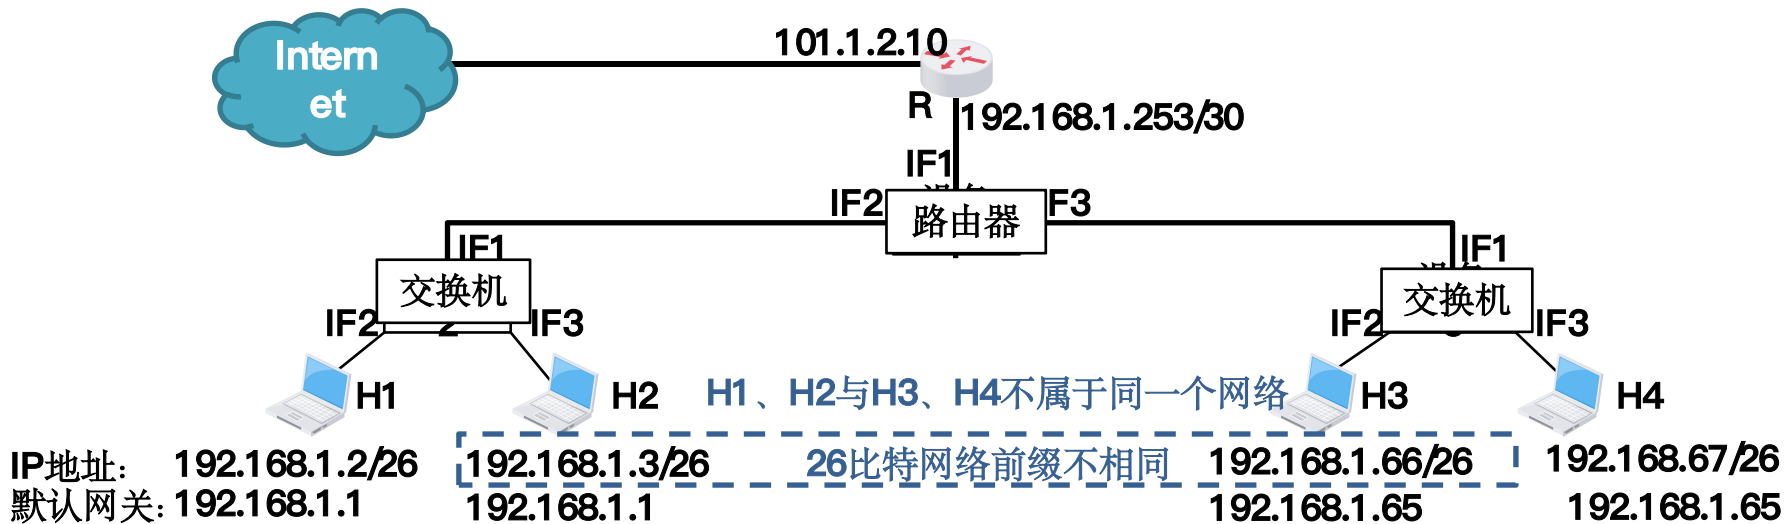 Intern
et
101.1.2.10
R
192.168.1.253/30
IF1
IF2
路由器
F3
IF1
交换机
IF2
IF3
IF1
交换机
IF2
IF3
H1
H2
H1、H2与H3、H4不属于同一个网络
H3
H4
IP地址： 192.168.1.2/26 192.168.1.3/26 26比特网络前缀不相同 192.168.1.66/26 192.168.67/26
默认网关：192.168.1.1 192.168.1.1 192.168.1.65 192.168.1.65